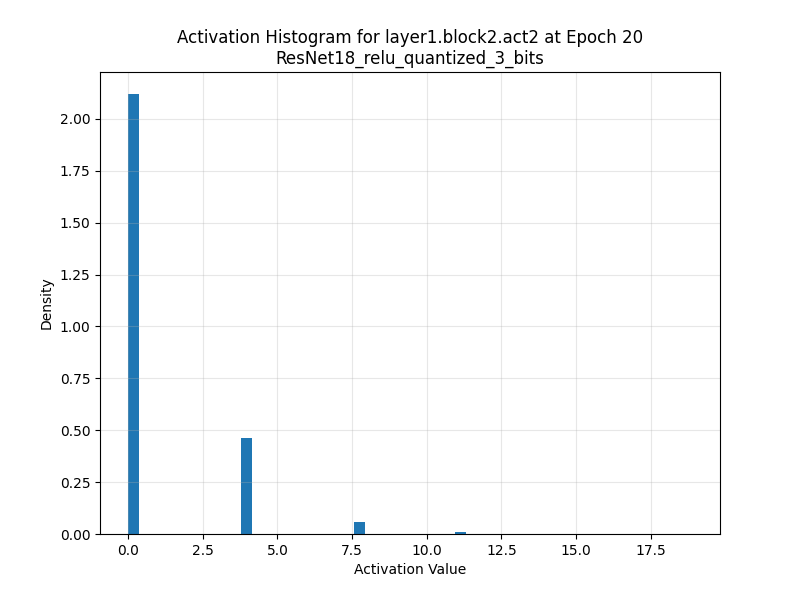 Activation Histogram for layer1.block2.act2 at Epoch 20
ResNet18_relu_quantized_3_bits
Density
2.00
1.75
1.50
1.25
1.00
0.75
0.50
0.25
0.00
0.0 2.5 5.0 7.5 10.0 12.5 15.0 17.5
Activation Value